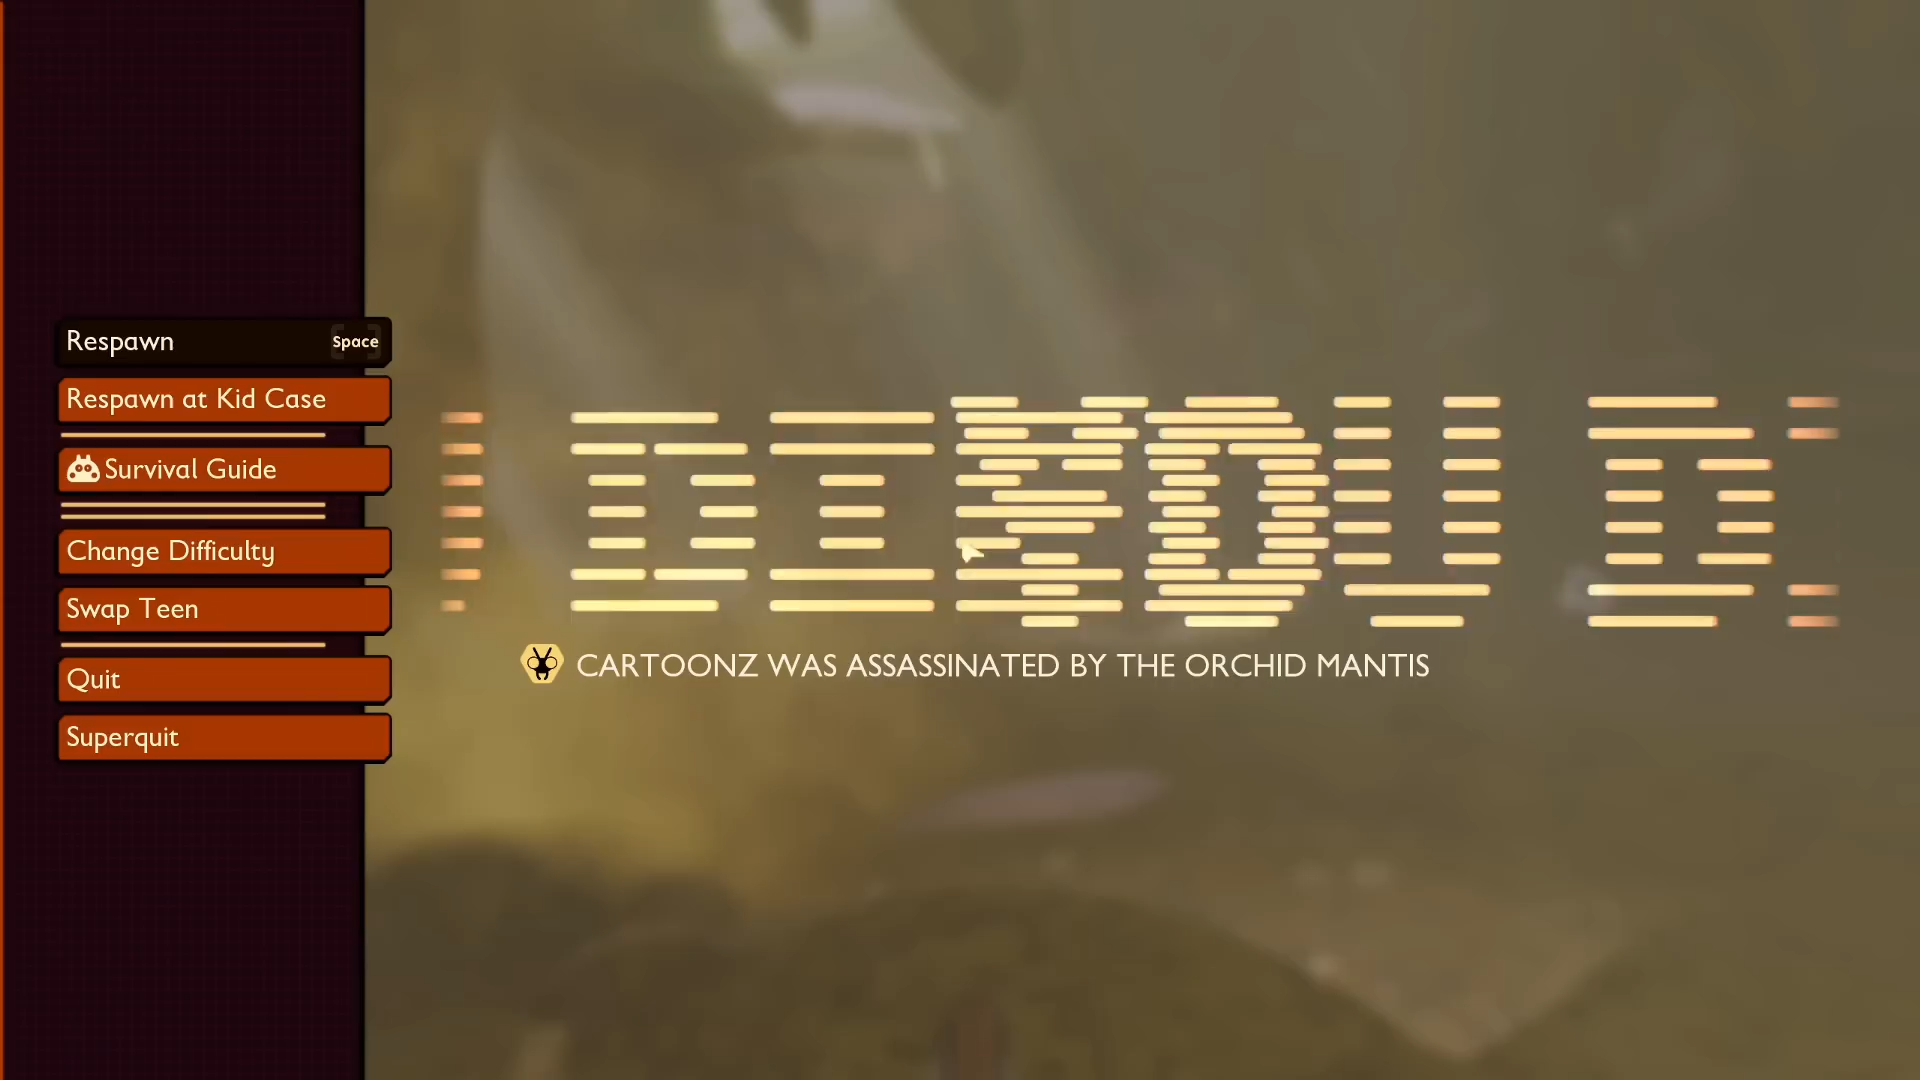 Respawn Space
Respawn at Kid Case
Survival Guide
Change Difficulty
Swap Teen
Quit
Superquit
CARTOONZ WAS ASSASSINATED BY THE ORCHID MANTIS